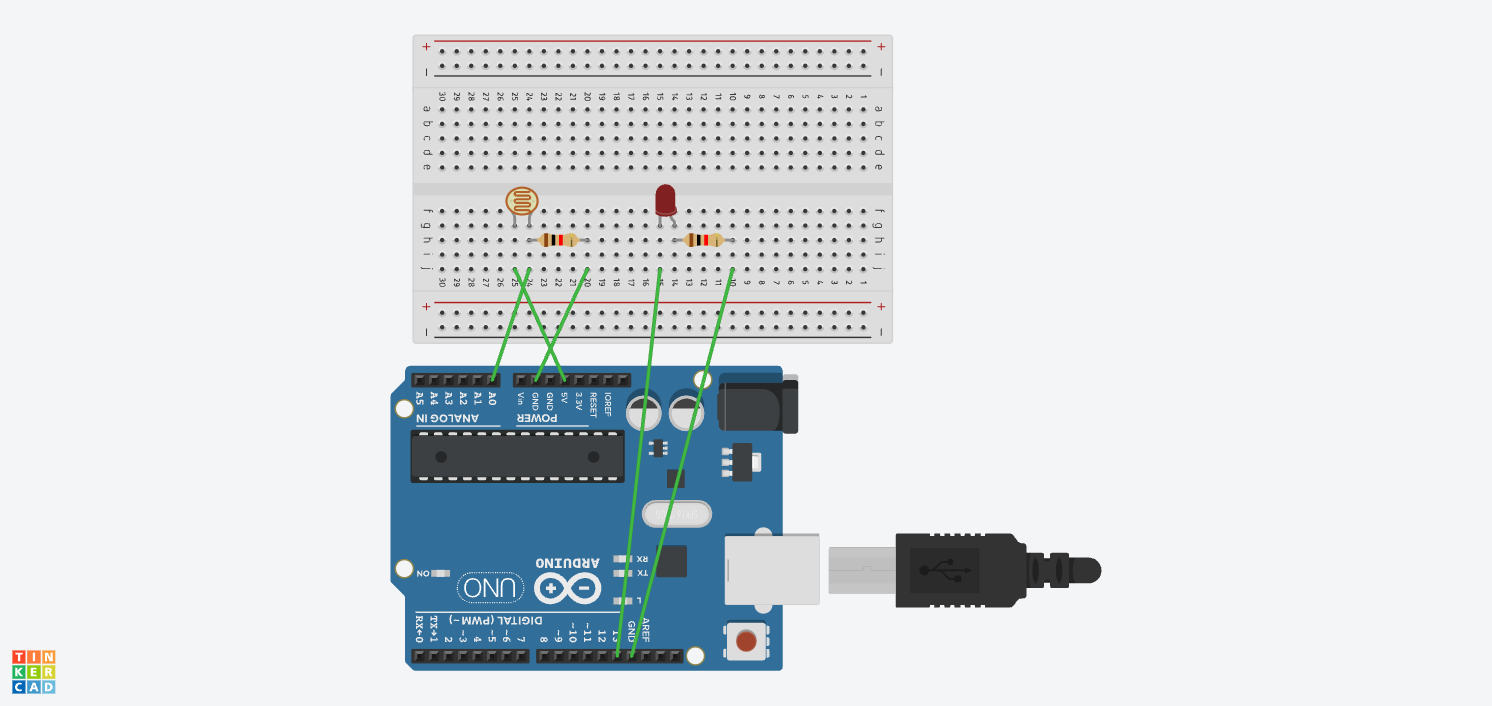 + +
− −
30 29 28 27 26 25 24 23 22 21 20 19 18 17 16 15 14 13 12 11 10 9 8 7 6 5 4 3 2 1
a a
b b
c c
d d
e e
f f
g g
h h
i i
j j
30 29 28 27 26 25 24 23 22 21 20 19 18 17 16 15 14 13 12 11 10 9 8 7 6 5 4 3 2 1
+ +
− −
A5 A4 A3 A2 A1 A0 Vin GND GND 5V 3.3V RESET IOREF
ANALOG IN POWER
RX
ARDUINO
TX
ON
UNO
L
DIGITAL (PWM ~)
RX←0 TX→1 2 ~3 4 ~5 ~6 7 8 ~9 ~10 ~11 12 13 GND AREF
TIN
KER
CAD